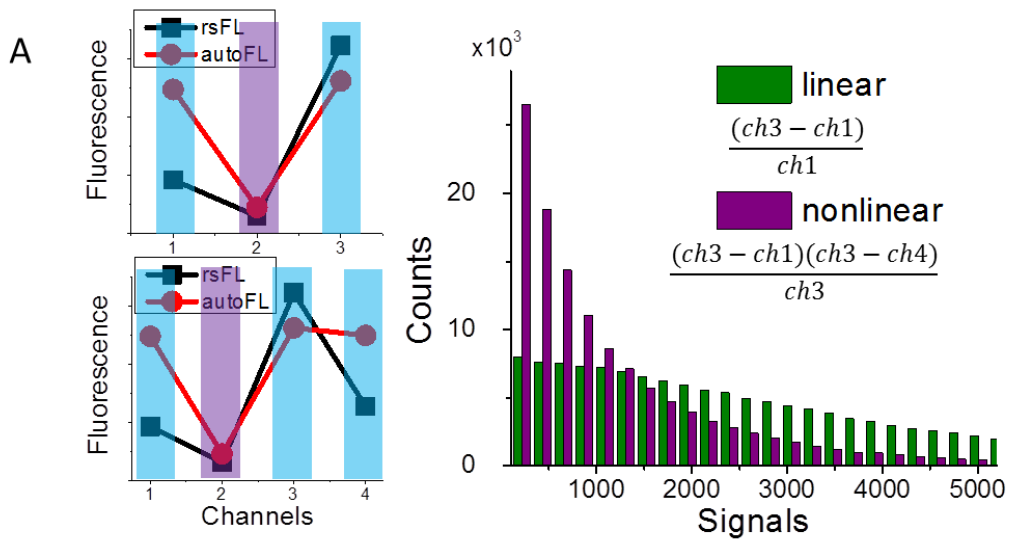 A
Fluorescence
rsFL
autoFL
1 2 3
Fluorescence
rsFL
autoFL
1 2 3 4
Channels
x10³
20
10
0
Counts
linear
(ch3 − ch1)
ch1
nonlinear
(ch3 − ch1)(ch3 − ch4)
ch3
1000 2000 3000 4000 5000
Signals